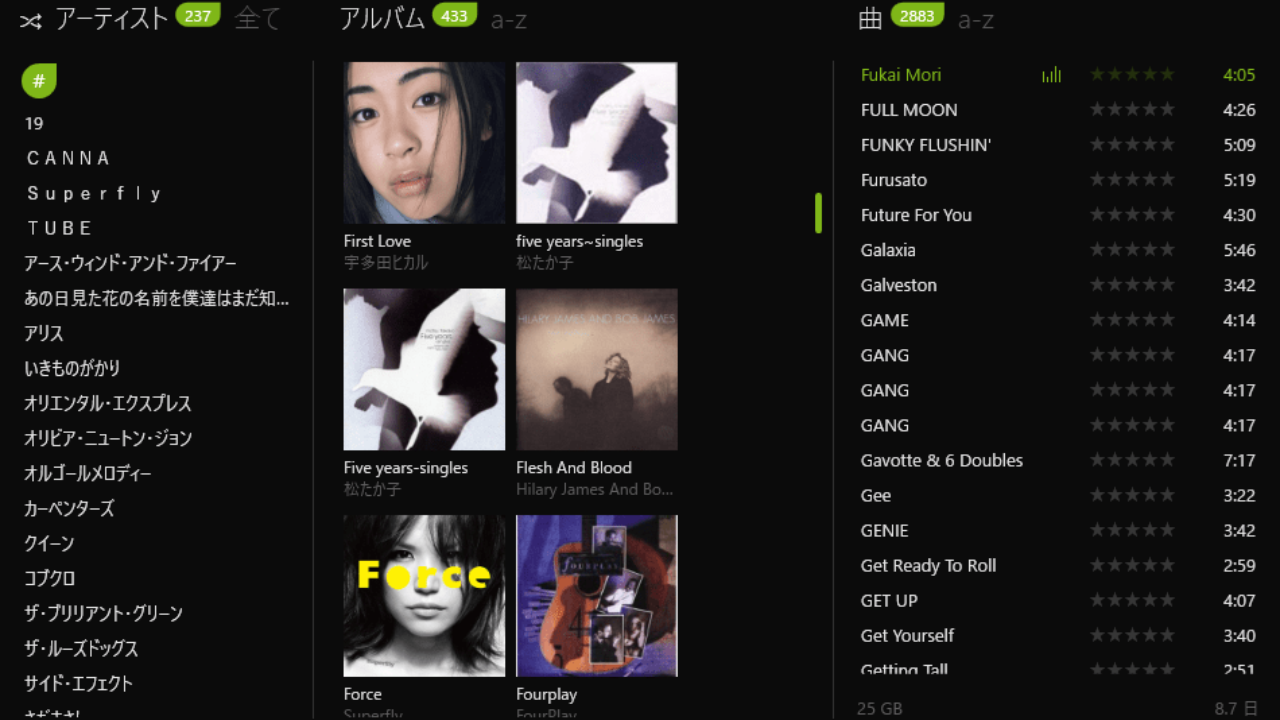 アーティスト 237 全て
#
19
ＣＡＮＮＡ
Ｓｕｐｅｒｆｌｙ
ＴＵＢＥ
アース・ウィンド・アンド・ファイアー
あの日見た花の名前を僕達はまだ知...
アリス
いきものがかり
オリエンタル・エクスプレス
オリビア・ニュートン・ジョン
オルゴールメロディー
カーペンターズ
クイーン
コブクロ
ザ・ブリリアント・グリーン
ザ・ルーズドッグス
サイド・エフェクト
さだまさし
アルバム 433 a-z
First Love
宇多田ヒカル
five years~singles
松たか子
Five years-singles
松たか子
HILARY JAMES AND BOB JAMES
Flesh And Blood
Hilary James And Bo...
Force
Force
Superfly
FOURPLAY
Fourplay
FourPlay
曲 2883 a-z
Fukai Mori 4:05
FULL MOON 4:26
FUNKY FLUSHIN' 5:09
Furusato 5:19
Future For You 4:30
Galaxia 5:46
Galveston 3:42
GAME 4:14
GANG 4:17
GANG 4:17
GANG 4:17
Gavotte & 6 Doubles 7:17
Gee 3:22
GENIE 3:42
Get Ready To Roll 2:59
GET UP 4:07
Get Yourself 3:40
Getting Tall 2:51
25 GB 8.7 日